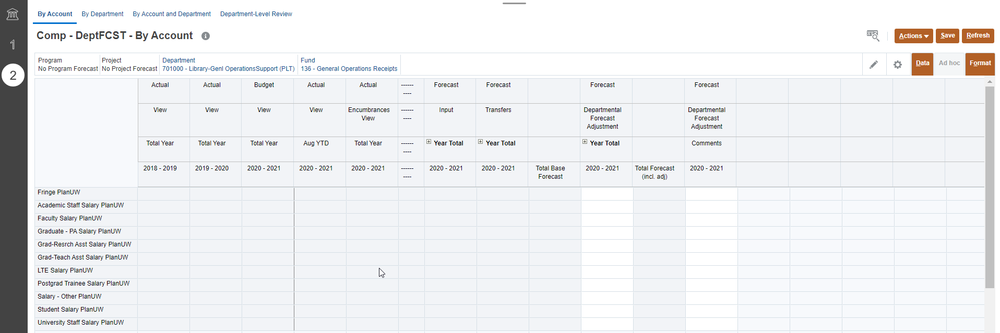 By Account By Department By Account and Department Department-Level Review
Comp - DeptFCST - By Account
Actions Save Refresh
1
2
Program Project Department Fund
No Program Forecast No Project Forecast 701000 - Library-Genl OperationsSupport (PLT) 136 - General Operations Receipts
Data Ad hoc Format
Actual Actual Budget Actual Actual ------ Forecast Forecast Forecast Forecast
----
View View View View Encumbrances ------ Input Transfers Departmental Departmental
View ---- Forecast Forecast
Adjustment Adjustment
Total Year Total Year Total Year Aug YTD Total Year ------ Year Total Year Total Year Total Comments
----
2018 - 2019 2019 - 2020 2020 - 2021 2020 - 2021 2020 - 2021 ------ 2020 - 2021 2020 - 2021 Total Base 2020 - 2021 Total Forecast 2020 - 2021
---- Forecast (incl. adj)
Fringe PlanUW
Academic Staff Salary PlanUW
Faculty Salary PlanUW
Graduate - PA Salary PlanUW
Grad-Resrch Asst Salary PlanUW
Grad-Teach Asst Salary PlanUW
LTE Salary PlanUW
Postgrad Trainee Salary PlanUW
Salary - Other PlanUW
Student Salary PlanUW
University Staff Salary PlanUW